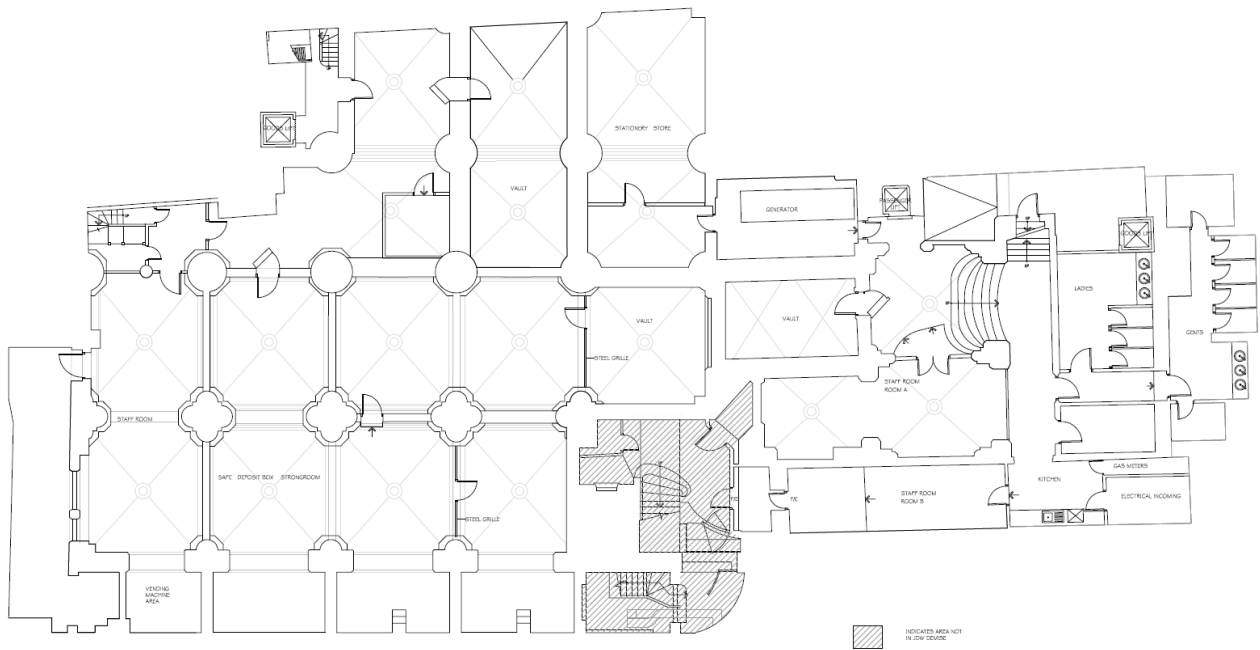 GOODS LIFT
STATIONERY STORE
VAULT
GENERATOR
PASSENGER
LIFT
GOODS LIFT
UP
LADIES
GENTS
VAULT
VAULT
STEEL GRILLE
STAFF ROOM
ROOM A
STAFF ROOM
SAFE DEPOSIT BOX STRONGROOM
STEEL GRILLE
GAS METERS
KITCHEN
ELECTRICAL INCOMING
STAFF ROOM
ROOM B
F/E
F/E
VENDING
MACHINE
AREA
INDICATES AREA NOT
IN JDW DEMISE